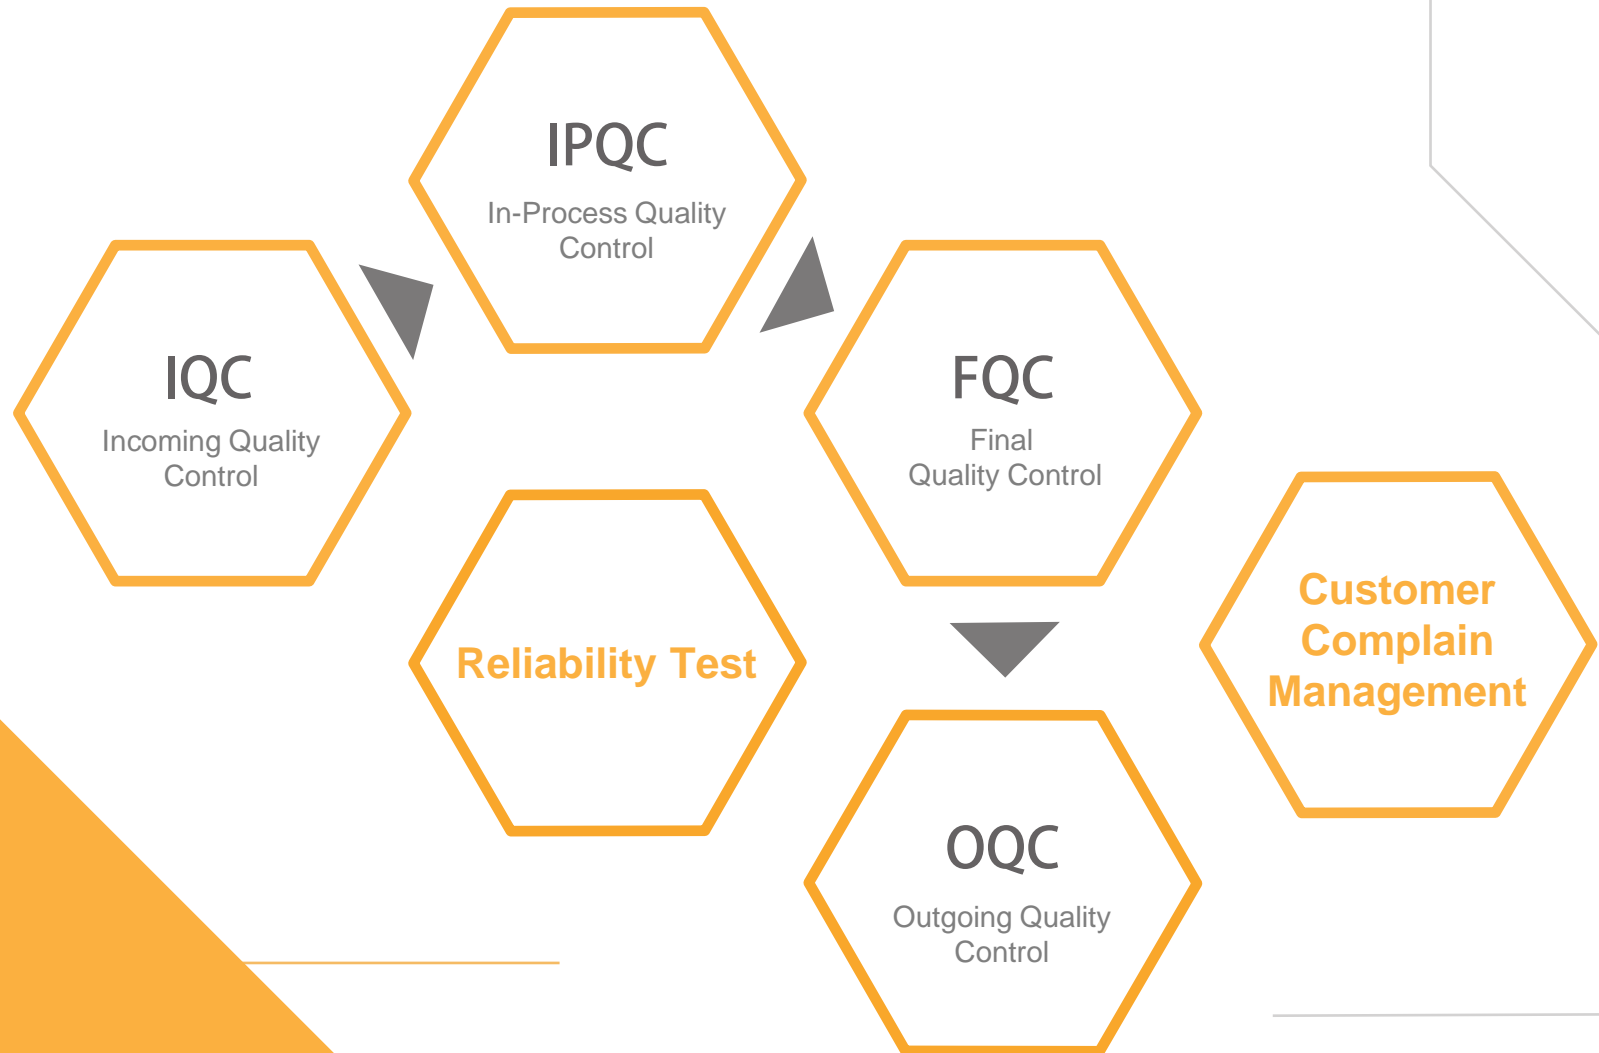 IPQC
In-Process Quality
Control
IQC
Incoming Quality
Control
FQC
Final
Quality Control
Reliability Test
Customer
Complain
Management
OQC
Outgoing Quality
Control